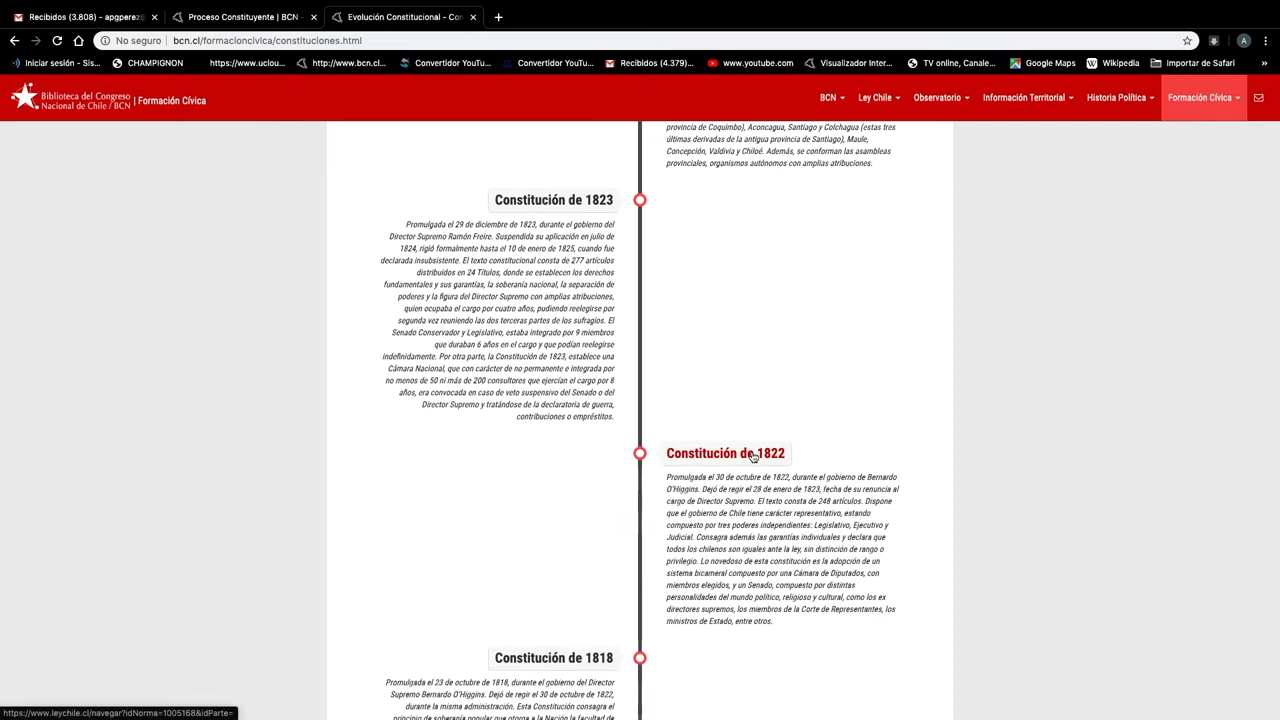 Recibidos (3.808) - apgperez@
Proceso Constituyente | BCN -
Evolución Constitucional - Con
No seguro | bcn.cl/formacioncivica/constituciones.html
A
Iniciar sesión - Sis...
CHAMPIGNON
https://www.uclou...
http://www.bcn.cl...
Convertidor YouTu...
Convertidor YouTu...
Recibidos (4.379)...
www.youtube.com
Visualizador Inter...
TV online, Canale...
Google Maps
Wikipedia
Importar de Safari
Biblioteca del Congreso
Nacional de Chile / BCN | Formación Cívica
BCN
Ley Chile
Observatorio
Información Territorial
Historia Política
Formación Cívica
provincia de Coquimbo), Aconcagua, Santiago y Colchagua (estas tres
últimas derivadas de la antigua provincia de Santiago), Maule,
Concepción, Valdivia y Chiloé. Además, se conforman las asambleas
provinciales, organismos autónomos con amplias atribuciones.
Constitución de 1823
Promulgada el 29 de diciembre de 1823, durante el gobierno del
Director Supremo Ramón Freire. Suspendida su aplicación en julio de
1824, rigió formalmente hasta el 10 de enero de 1825, cuando fue
declarada insubsistente. El texto constitucional consta de 277 artículos
distribuidos en 24 Títulos, donde se establecen los derechos
fundamentales y sus garantías, la soberanía nacional, la separación de
poderes y la figura del Director Supremo con amplias atribuciones,
quien ocupaba el cargo por cuatro años, pudiendo reelegirse por
segunda vez reuniendo las dos terceras partes de los sufragios. El
Senado Conservador y Legislativo, estaba integrado por 9 miembros
que duraban 6 años en el cargo y que podían reelegirse
indefinidamente. Por otra parte, la Constitución de 1823, establece una
Cámara Nacional, que con carácter de no permanente e integrada por
no menos de 50 ni más de 200 consultores que ejercían el cargo por 8
años, era convocada en caso de veto suspensivo del Senado o del
Director Supremo y tratándose de la declaratoria de guerra,
contribuciones o empréstitos.
Constitución de 1822
Promulgada el 30 de octubre de 1822, durante el gobierno de Bernardo
O'Higgins. Dejó de regir el 28 de enero de 1823, fecha de su renuncia al
cargo de Director Supremo. El texto consta de 248 artículos. Dispone
que el gobierno de Chile tiene carácter representativo, estando
compuesto por tres poderes independientes: Legislativo, Ejecutivo y
Judicial. Consagra además las garantías individuales y declara que
todos los chilenos son iguales ante la ley, sin distinción de rango o
privilegio. Lo novedoso de esta constitución es la adopción de un
sistema bicameral compuesto por una Cámara de Diputados, con
miembros elegidos, y un Senado, compuesto por distintas
personalidades del mundo político, religioso y cultural, como los ex
directores supremos, los miembros de la Corte de Representantes, los
ministros de Estado, entre otros.
Constitución de 1818
Promulgada el 23 de octubre de 1818, durante el gobierno del Director
Supremo Bernardo O'Higgins. Dejó de regir el 30 de octubre de 1822,
durante la misma administración. Esta Constitución consagra el
principio de soberanía popular que otorga a la Nación la facultad de
https://www.leychile.cl/navegar?idNorma=1005168&idParte=